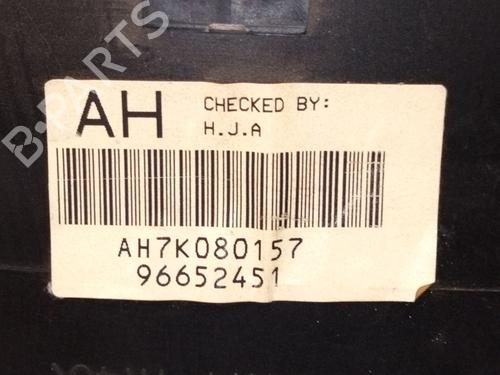 B-PARTS
AH
CHECKED BY:
H.J.A
AH7K080157
96652451